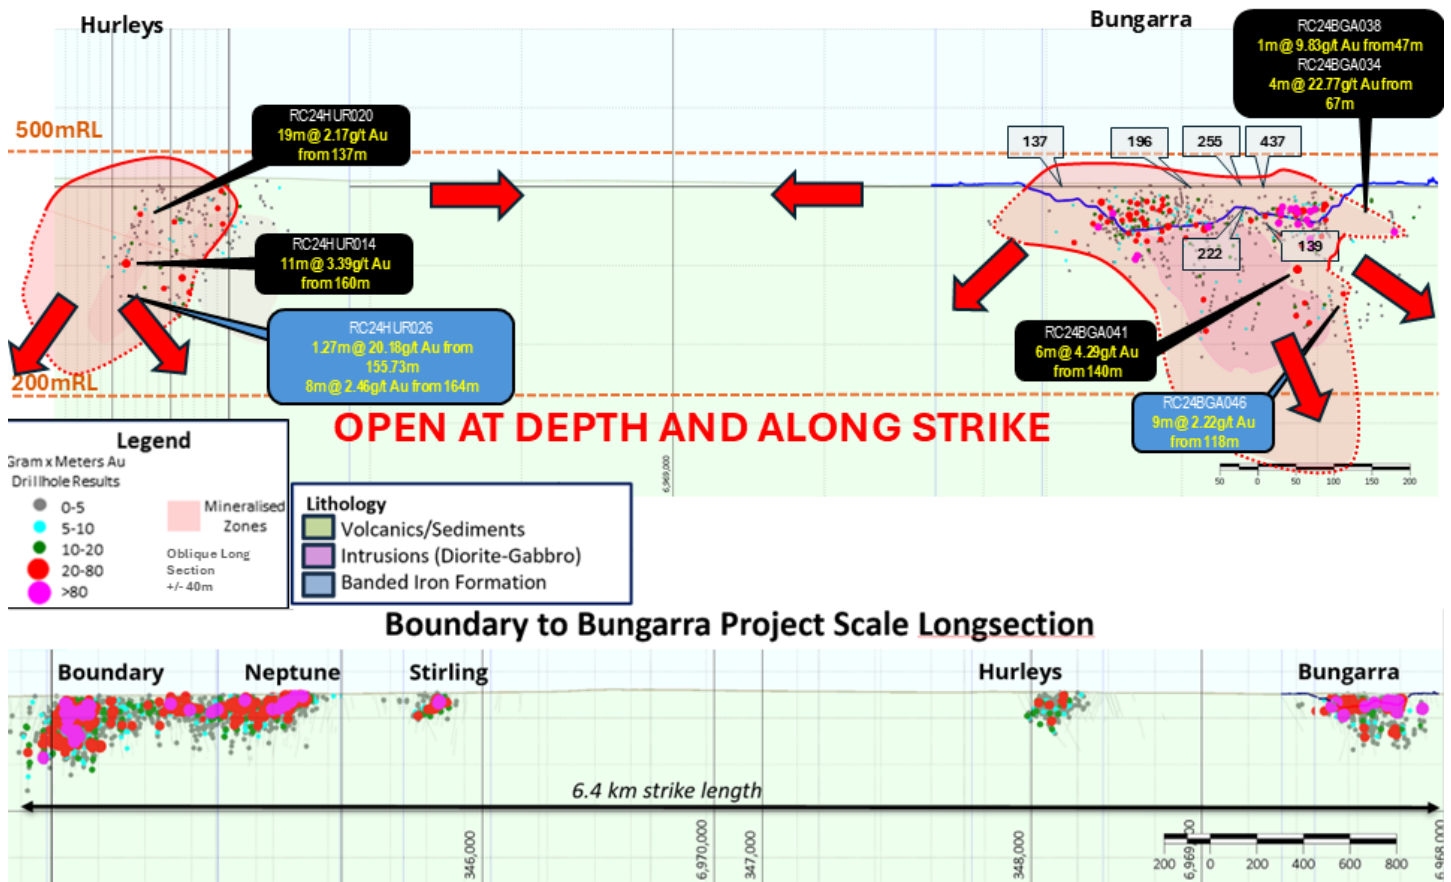 Hurleys
Bungarra
RC24BGA038
1m@ 9.83g/t Au from47m
RC24BGA034
4m@ 22.77g/t Au from
67m
500mRL
RC24HUR020
19m@ 2.17g/t Au
from 137m
137
196
255
437
RC24HUR014
11m@ 3.39g/t Au
from 160m
222
139
RC24HUR026
1.27m@ 20.18g/t Au from
155.73m
8m@ 2.46g/t Au from 164m
RC24BGA041
6m@ 4.29g/t Au
from 140m
200mRL
RC24BGA046
9m@ 2.22g/t Au
from 118m
OPEN AT DEPTH AND ALONG STRIKE
6,969,000
50 0 50 100 150 200
Legend
Gram x Meters Au
Drillhole Results
0-5
5-10
10-20
20-80
>80
Mineralised
Zones
Oblique Long
Section
+/- 40m
Lithology
Volcanics/Sediments
Intrusions (Diorite-Gabbro)
Banded Iron Formation
Boundary to Bungarra Project Scale Longsection
Boundary
Neptune
Stirling
Hurleys
Bungarra
6.4 km strike length
346,000
6,970,000
347,000
348,000
6,969,000
6,968,000
200 0 200 400 600 800